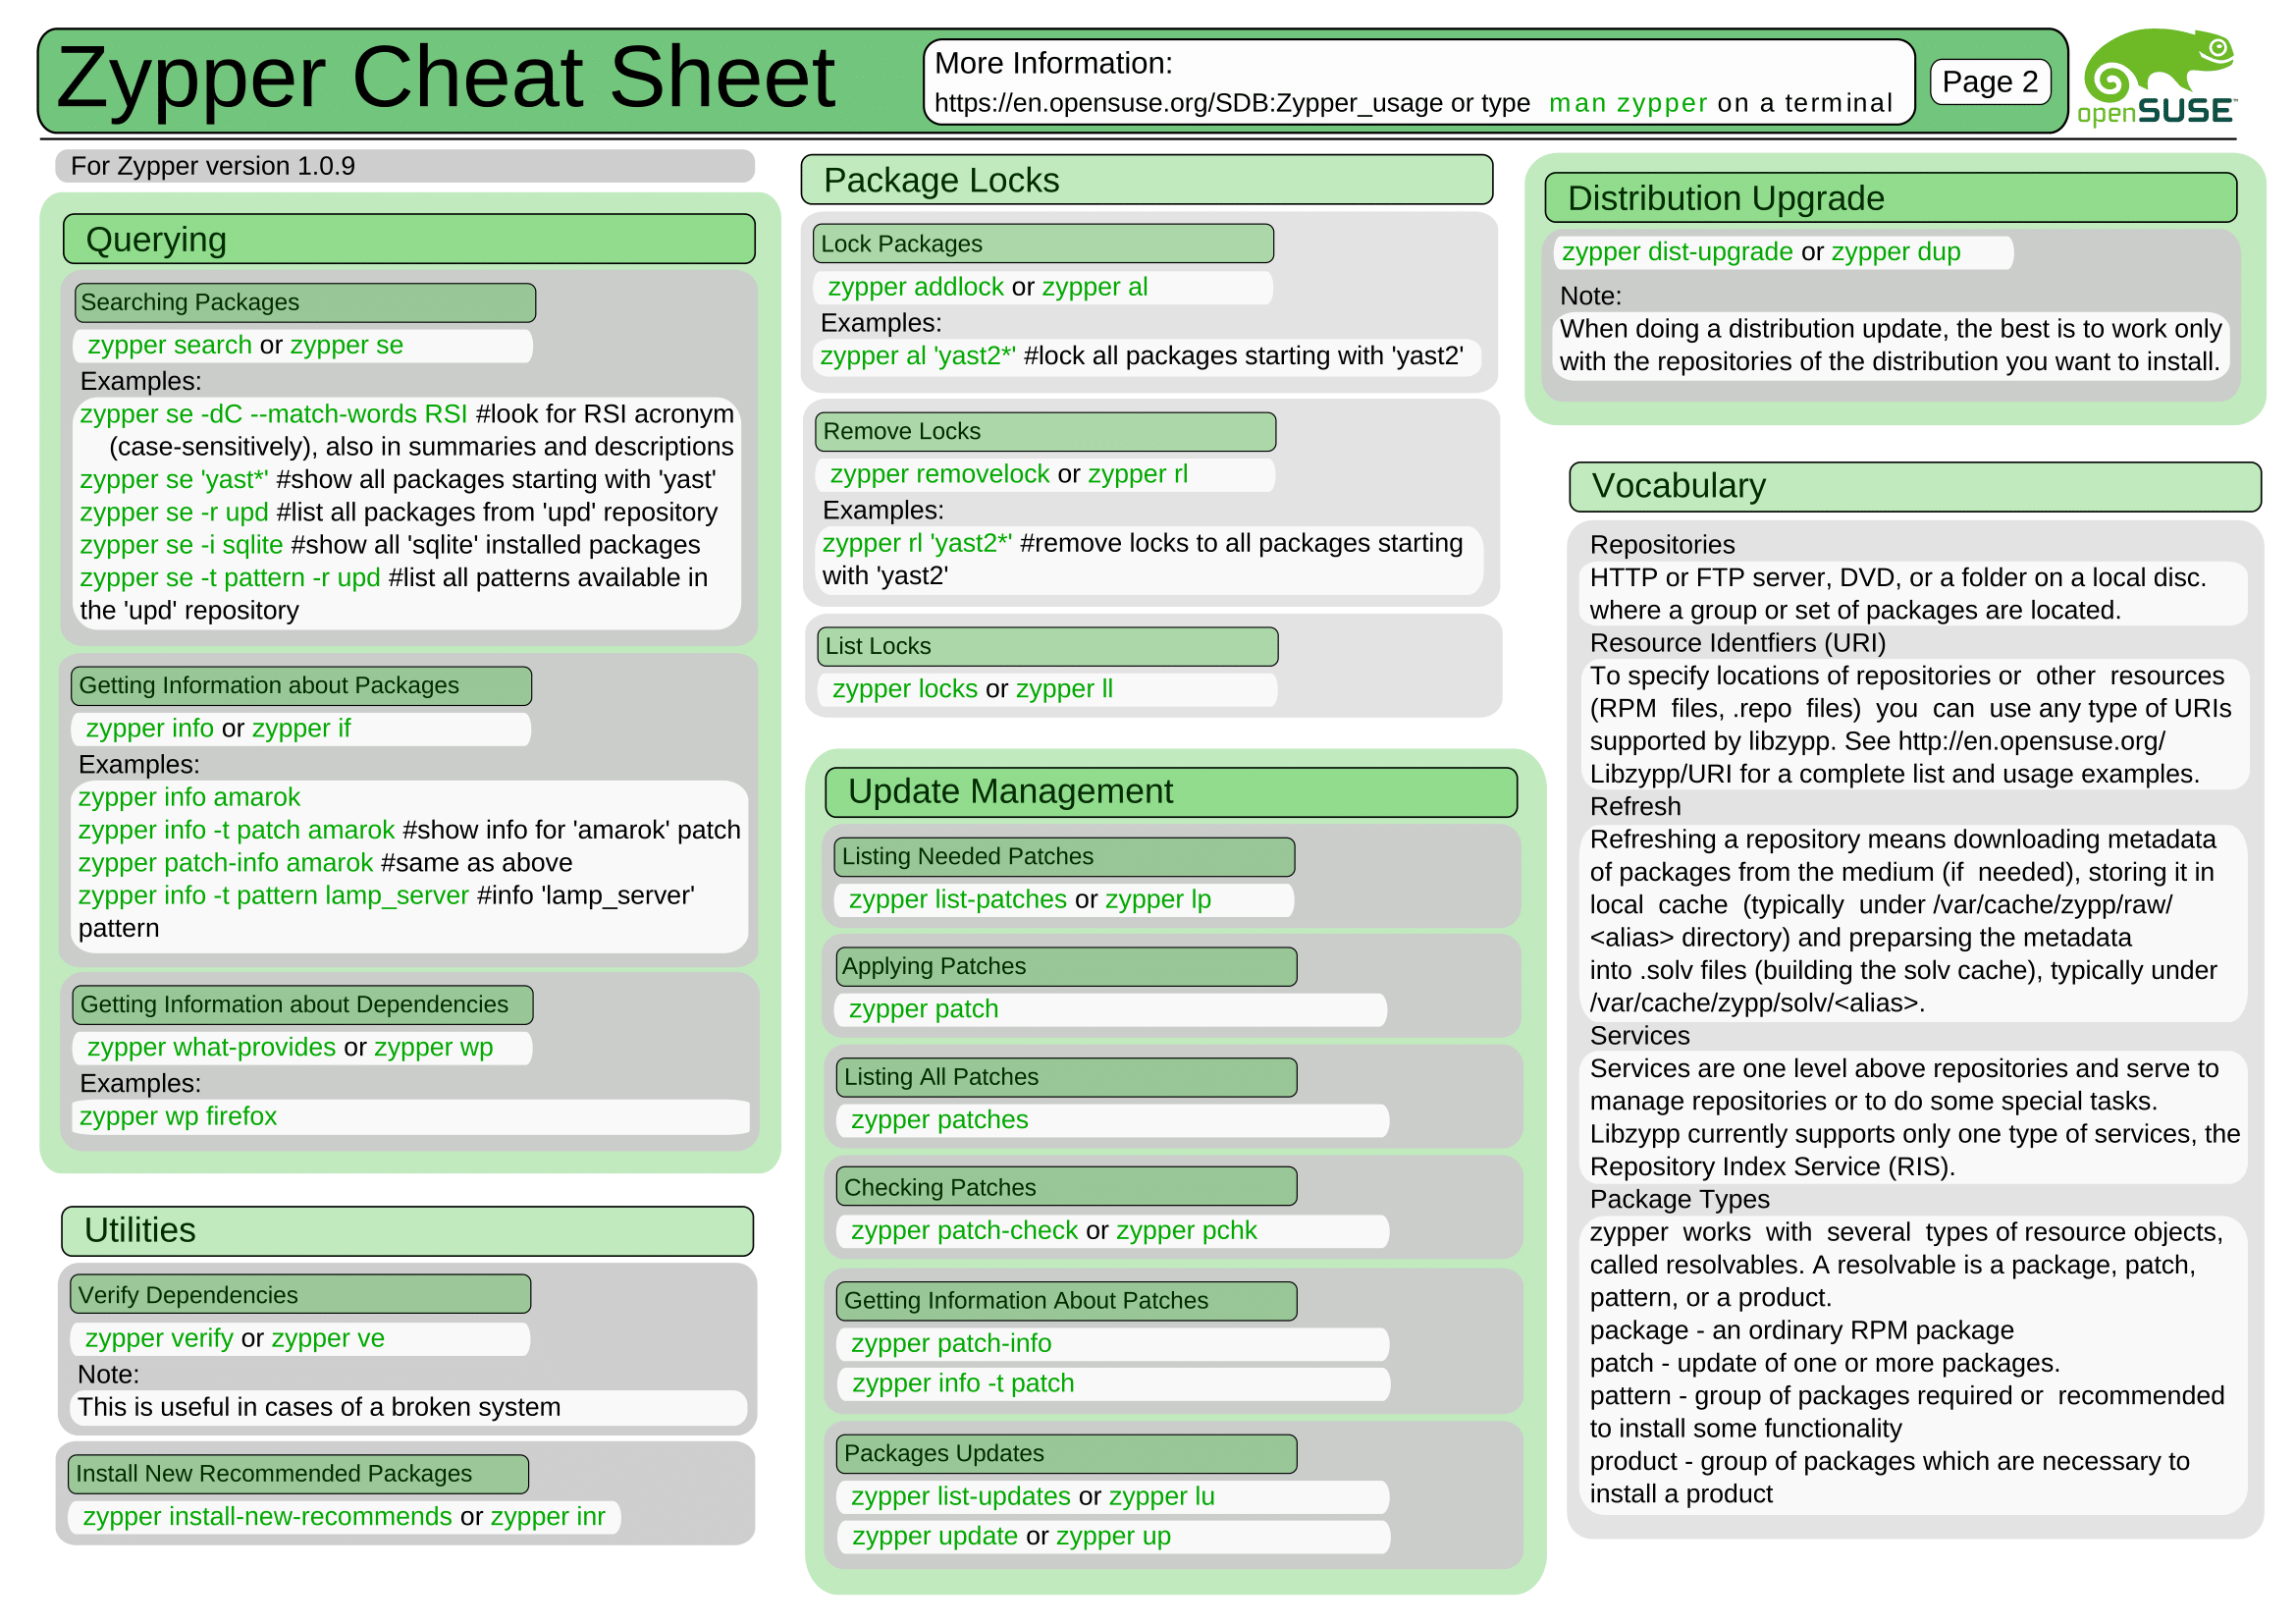 Zypper Cheat Sheet
More Information:
https://en.opensuse.org/SDB:Zypper_usage or type man zypper on a terminal
Page 2
openSUSE™
For Zypper version 1.0.9
Querying
Searching Packages
zypper search or zypper se
Examples:
zypper se -dC --match-words RSI #look for RSI acronym
(case-sensitively), also in summaries and descriptions
zypper se 'yast*' #show all packages starting with 'yast'
zypper se -r upd #list all packages from 'upd' repository
zypper se -i sqlite #show all 'sqlite' installed packages
zypper se -t pattern -r upd #list all patterns available in
the 'upd' repository
Getting Information about Packages
zypper info or zypper if
Examples:
zypper info amarok
zypper info -t patch amarok #show info for 'amarok' patch
zypper patch-info amarok #same as above
zypper info -t pattern lamp_server #info 'lamp_server'
pattern
Getting Information about Dependencies
zypper what-provides or zypper wp
Examples:
zypper wp firefox
Utilities
Verify Dependencies
zypper verify or zypper ve
Note:
This is useful in cases of a broken system
Install New Recommended Packages
zypper install-new-recommends or zypper inr
Package Locks
Lock Packages
zypper addlock or zypper al
Examples:
zypper al 'yast2*' #lock all packages starting with 'yast2'
Remove Locks
zypper removelock or zypper rl
Examples:
zypper rl 'yast2*' #remove locks to all packages starting
with 'yast2'
List Locks
zypper locks or zypper ll
Update Management
Listing Needed Patches
zypper list-patches or zypper lp
Applying Patches
zypper patch
Listing All Patches
zypper patches
Checking Patches
zypper patch-check or zypper pchk
Getting Information About Patches
zypper patch-info
zypper info -t patch
Packages Updates
zypper list-updates or zypper lu
zypper update or zypper up
Distribution Upgrade
zypper dist-upgrade or zypper dup
Note:
When doing a distribution update, the best is to work only
with the repositories of the distribution you want to install.
Vocabulary
Repositories
HTTP or FTP server, DVD, or a folder on a local disc.
where a group or set of packages are located.
Resource Identfiers (URI)
To specify locations of repositories or other resources
(RPM files, .repo files) you can use any type of URIs
supported by libzypp. See http://en.opensuse.org/
Libzypp/URI for a complete list and usage examples.
Refresh
Refreshing a repository means downloading metadata
of packages from the medium (if needed), storing it in
local cache (typically under /var/cache/zypp/raw/
<alias> directory) and preparsing the metadata
into .solv files (building the solv cache), typically under
/var/cache/zypp/solv/<alias>.
Services
Services are one level above repositories and serve to
manage repositories or to do some special tasks.
Libzypp currently supports only one type of services, the
Repository Index Service (RIS).
Package Types
zypper works with several types of resource objects,
called resolvables. A resolvable is a package, patch,
pattern, or a product.
package - an ordinary RPM package
patch - update of one or more packages.
pattern - group of packages required or recommended
to install some functionality
product - group of packages which are necessary to
install a product